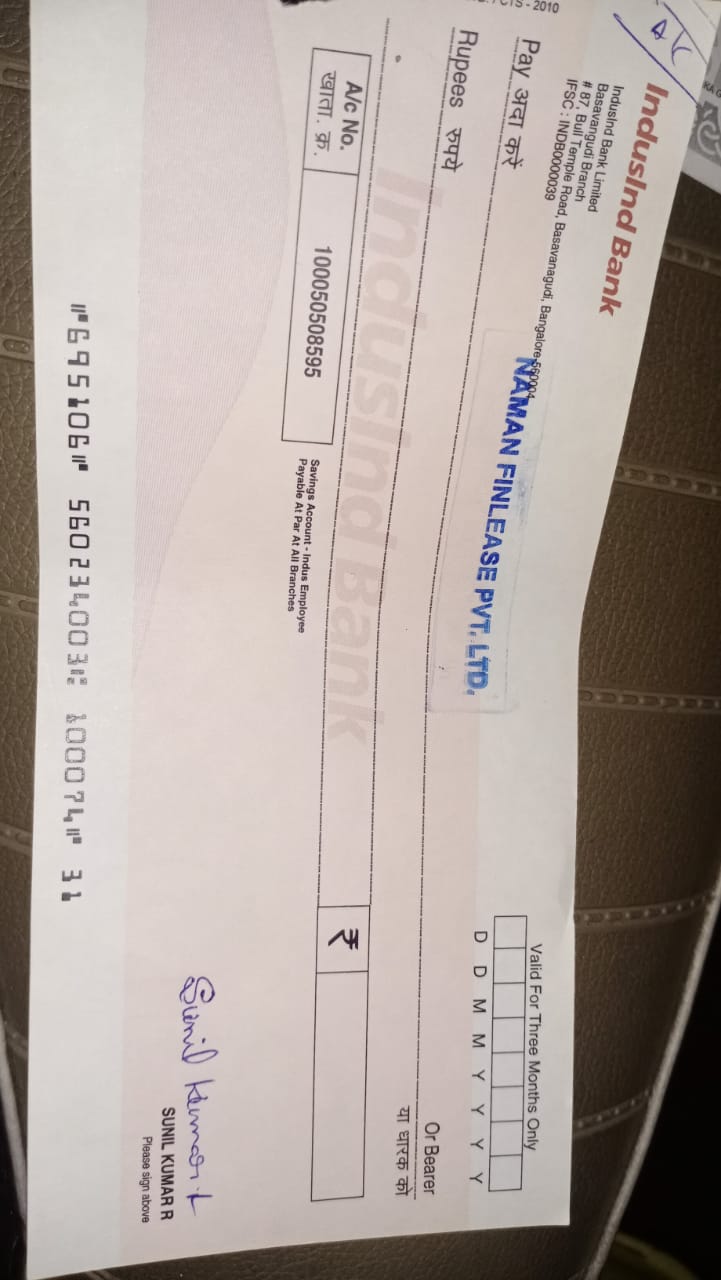 CTS - 2010
A/C
IndusInd Bank
IndusInd Bank Limited
Basavangudi Branch
# 87, Bull Temple Road, Basavanagudi, Bangalore-560004.
IFSC : INDB0000039
Valid For Three Months Only
D D M M Y Y Y Y
Pay अदा करें
NAMAN FINLEASE PVT. LTD.
Or Bearer
या धारक को
Rupees रुपये
₹
A/c No.
खाता. क्र.
100050508595
IndusInd Bank
Savings Account - Indus Employee
Payable At Par At All Branches
Sunil Kumar R
SUNIL KUMAR R
Please sign above
⑈695106⑈ 560234003⑆ 100074⑈ 31